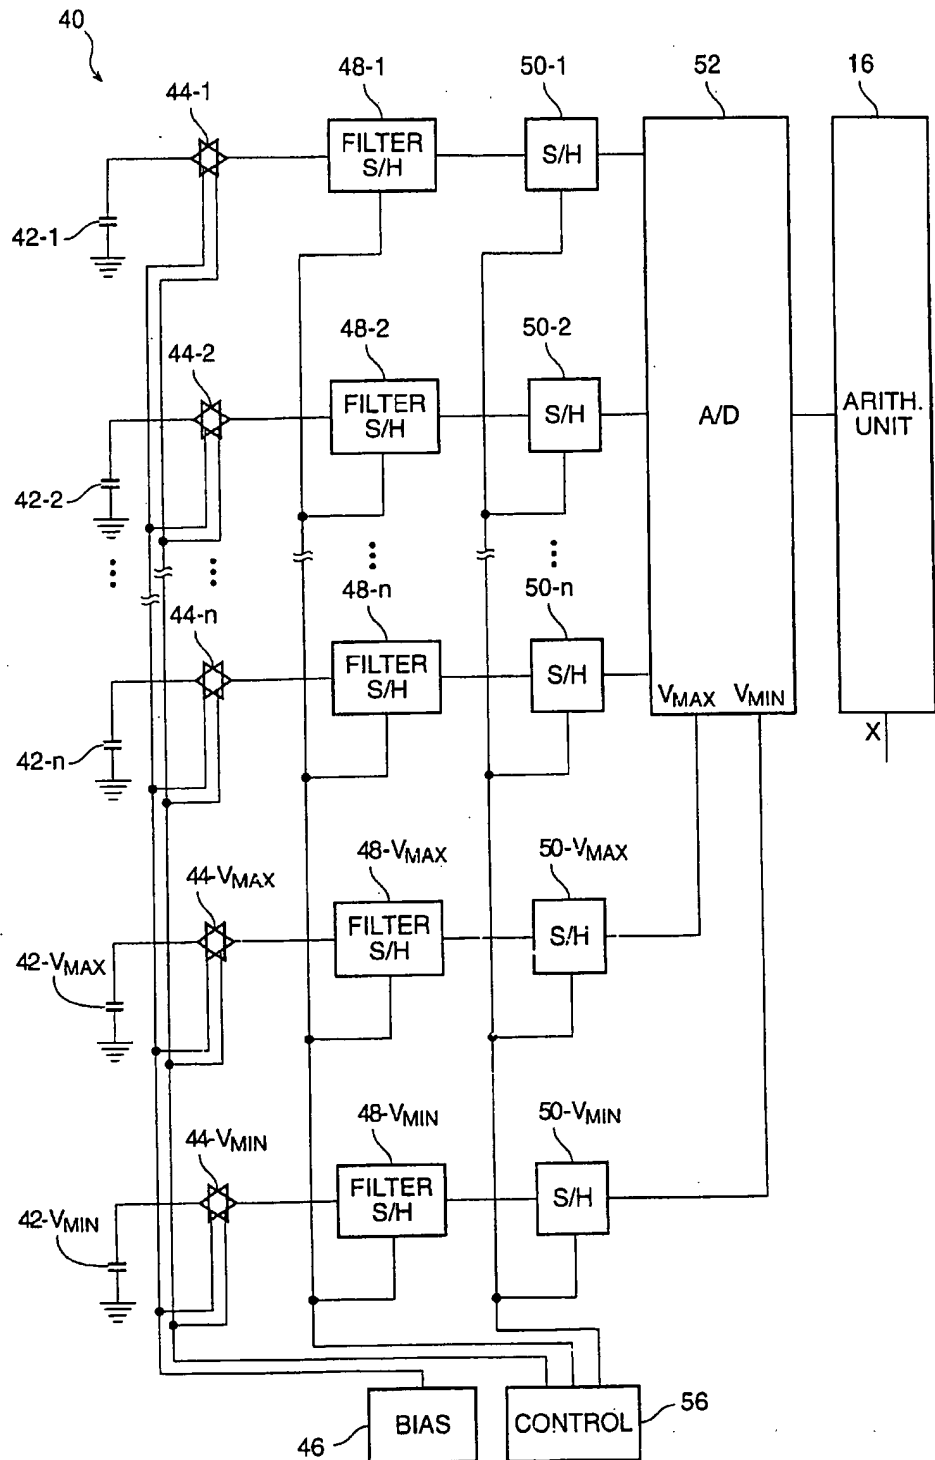 40
44-1
48-1
50-1
52
16
FILTER
S/H
S/H
42-1
44-2
48-2
50-2
FILTER
S/H
S/H
A/D
ARITH.
UNIT
42-2
44-n
48-n
50-n
FILTER
S/H
S/H
VMAX VMIN
X
42-n
44-VMAX
48-VMAX
50-VMAX
FILTER
S/H
S/H
42-VMAX
44-VMIN
48-VMIN
50-VMIN
FILTER
S/H
S/H
42-VMIN
46
BIAS
CONTROL
56